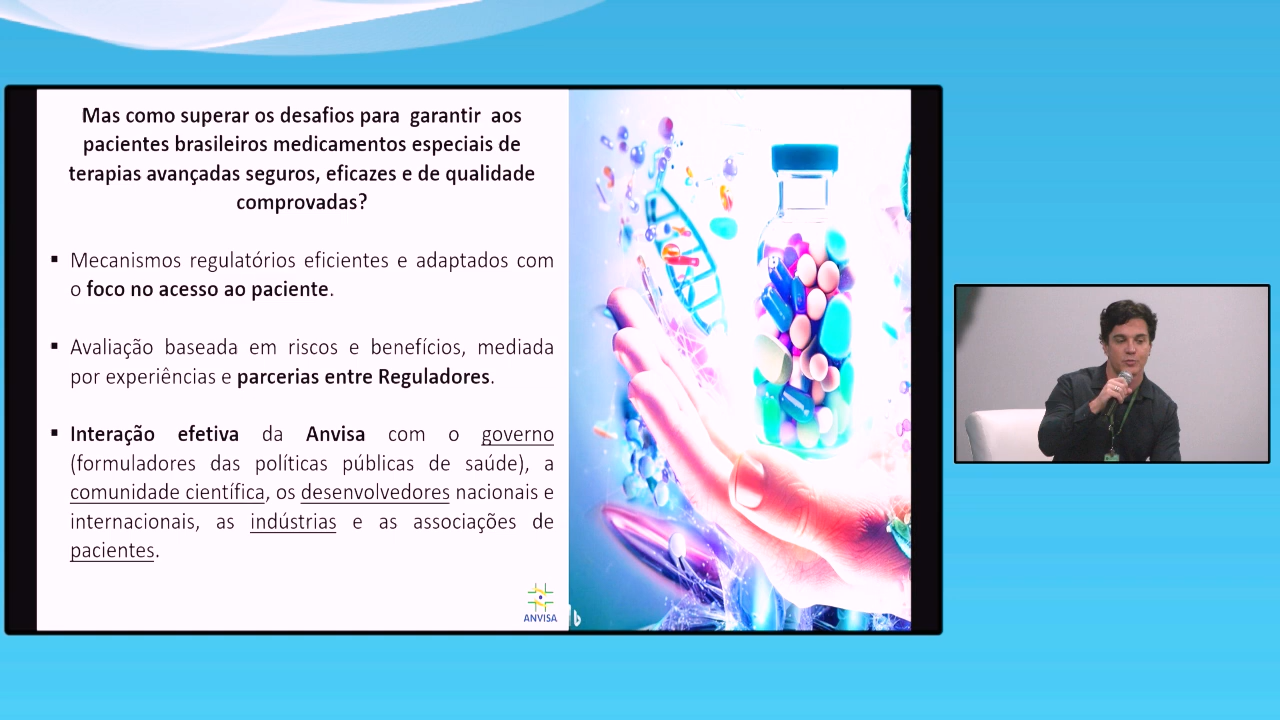 Mas como superar os desafios para garantir aos
pacientes brasileiros medicamentos especiais de
terapias avançadas seguros, eficazes e de qualidade
comprovadas?
▪ Mecanismos regulatórios eficientes e adaptados com
o foco no acesso ao paciente.
▪ Avaliação baseada em riscos e benefícios, mediada
por experiências e parcerias entre Reguladores.
▪ Interação efetiva da Anvisa com o governo
(formuladores das políticas públicas de saúde), a
comunidade científica, os desenvolvedores nacionais e
internacionais, as indústrias e as associações de
pacientes.
ANVISA